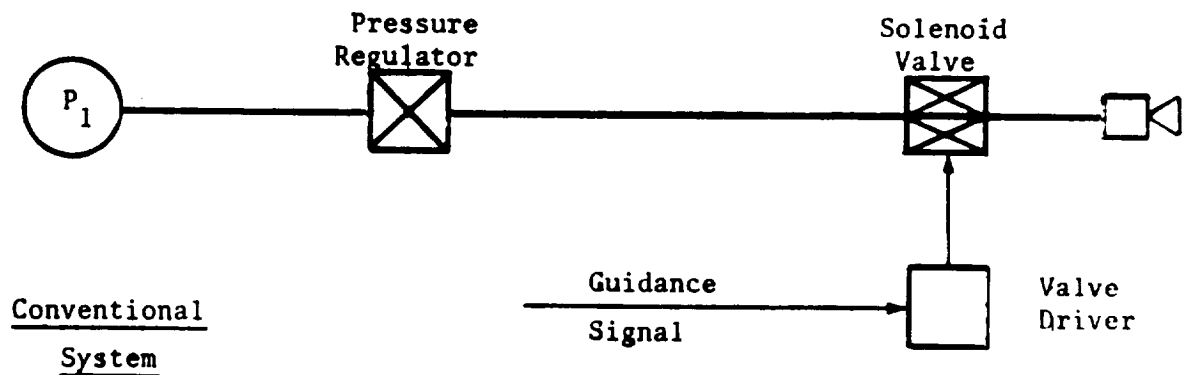 Pressure
Regulator
Solenoid
Valve
P1
Guidance
Signal
Valve
Driver
Conventional
System